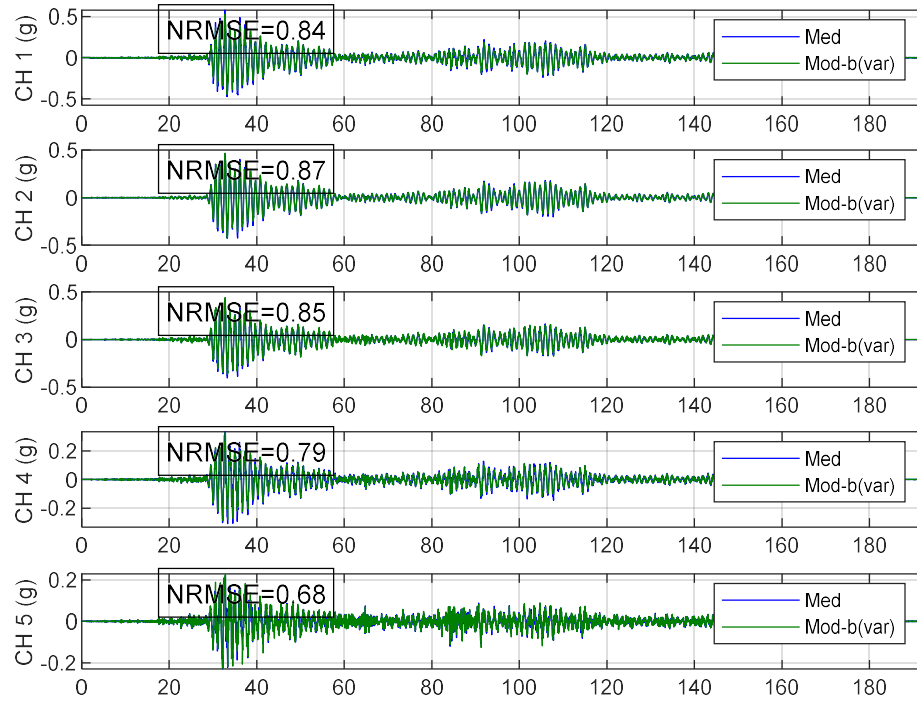 CH 1 (g)
0.5
0
-0.5
NRMSE=0.84
Med
Mod-b(var)
0 20 40 60 80 100 120 140 160 180
CH 2 (g)
0.5
0
-0.5
NRMSE=0.87
Med
Mod-b(var)
0 20 40 60 80 100 120 140 160 180
CH 3 (g)
0.5
0
-0.5
NRMSE=0.85
Med
Mod-b(var)
0 20 40 60 80 100 120 140 160 180
CH 4 (g)
0.2
0
-0.2
NRMSE=0.79
Med
Mod-b(var)
0 20 40 60 80 100 120 140 160 180
CH 5 (g)
0.2
0
-0.2
NRMSE=0.68
Med
Mod-b(var)
0 20 40 60 80 100 120 140 160 180